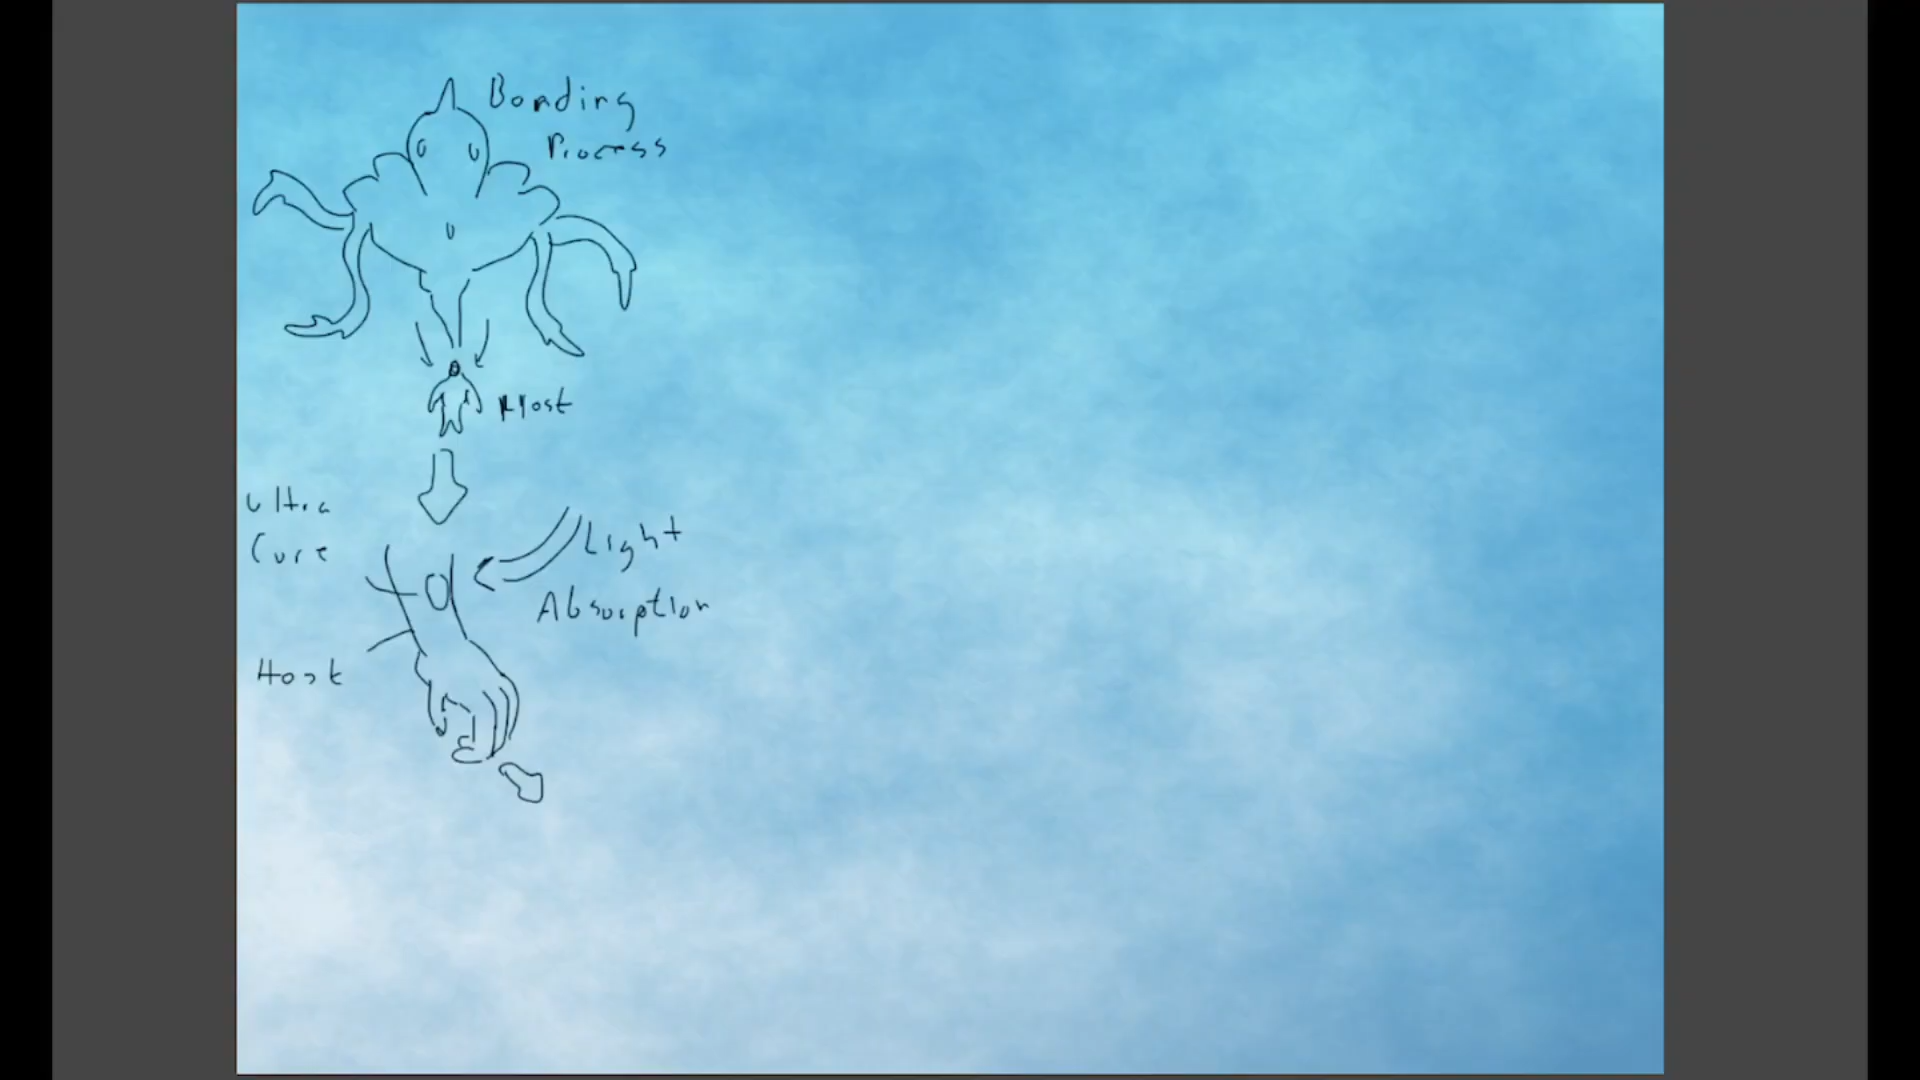 Bonding
Process
Host
Ultra
Core
Light
Absorption
Host